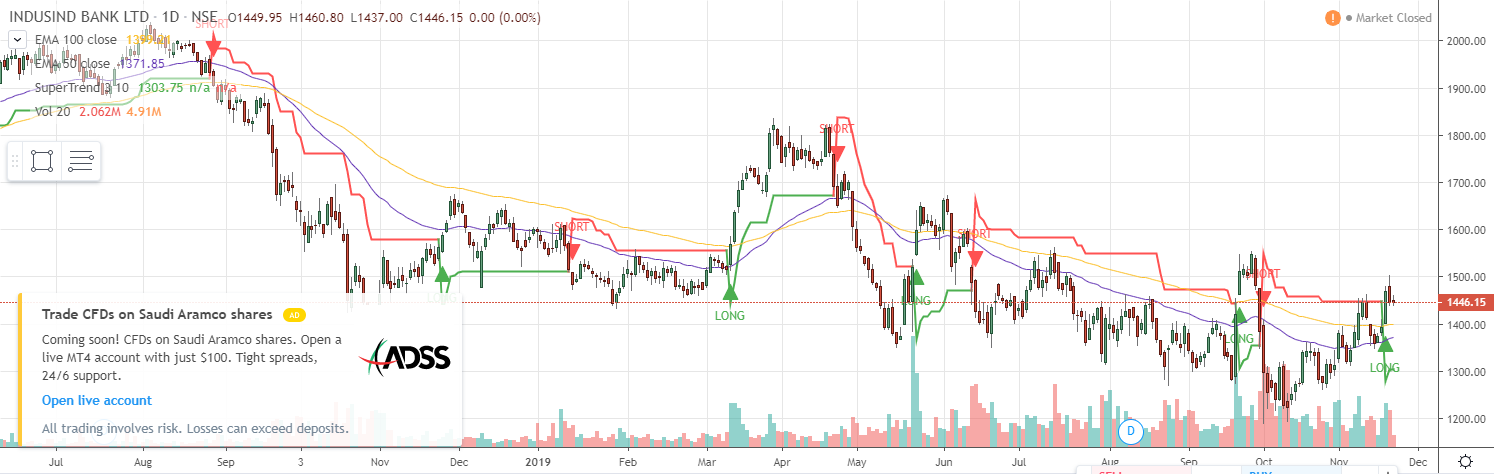 INDUSIND BANK LTD · 1D · NSE O1449.95 H1460.80 L1437.00 C1446.15 0.00 (0.00%)
Market Closed
SHORT
EMA 100 close
EMA 50 close 1371.85
SuperTrend 3 10 1303.75 n/a n/a
Vol 20 2.062M 4.91M
2000.00
1900.00
1800.00
1700.00
1600.00
1500.00
1446.15
1400.00
1300.00
1200.00
SHORT
SHORT
SHORT
SHORT
LONG
LONG
LONG
LONG
Trade CFDs on Saudi Aramco shares AD
Coming soon! CFDs on Saudi Aramco shares. Open a
live MT4 account with just $100. Tight spreads,
24/6 support.
ADSS
Open live account
All trading involves risk. Losses can exceed deposits.
D
Jul Aug Sep 3 Nov Dec 2019 Feb Mar Apr May Jun Jul Aug Sep Oct Nov Dec